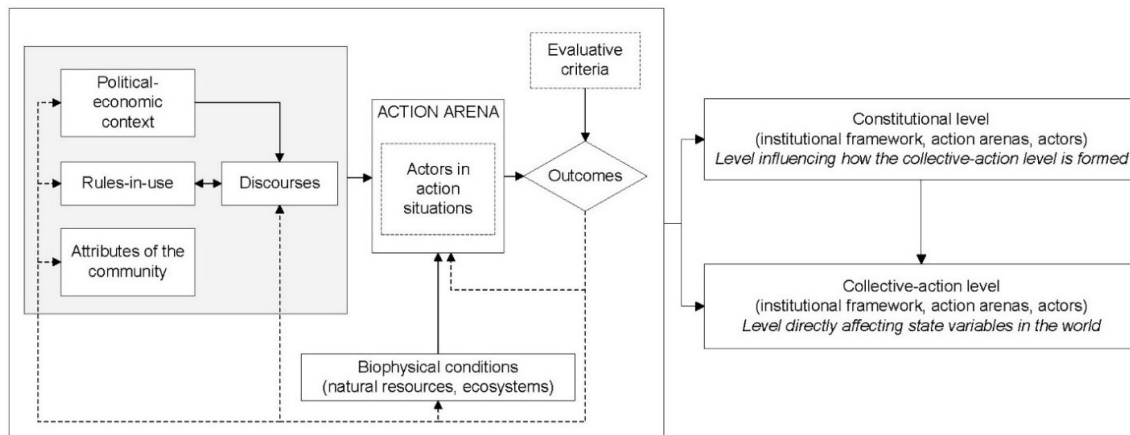 Political-
economic
context
Rules-in-use
Discourses
Attributes of the
community
ACTION ARENA
Actors in
action
situations
Evaluative
criteria
Outcomes
Biophysical conditions
(natural resources, ecosystems)
Constitutional level
(institutional framework, action arenas, actors)
Level influencing how the collective-action level is formed
Collective-action level
(institutional framework, action arenas, actors)
Level directly affecting state variables in the world